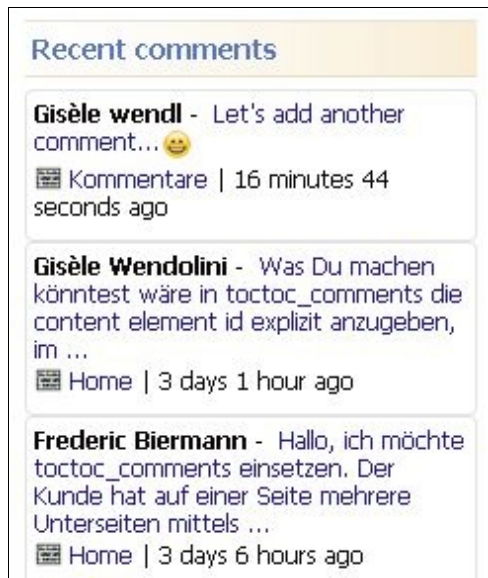 Recent comments
Gisèle wendl - Let's add another
comment...
Kommentare | 16 minutes 44
seconds ago
Gisèle Wendolini - Was Du machen
könntest wäre in toctoc_comments die
content element id explizit anzugeben,
im ...
Home | 3 days 1 hour ago
Frederic Biermann - Hallo, ich möchte
toctoc_comments einsetzen. Der
Kunde hat auf einer Seite mehrere
Unterseiten mittels ...
Home | 3 days 6 hours ago